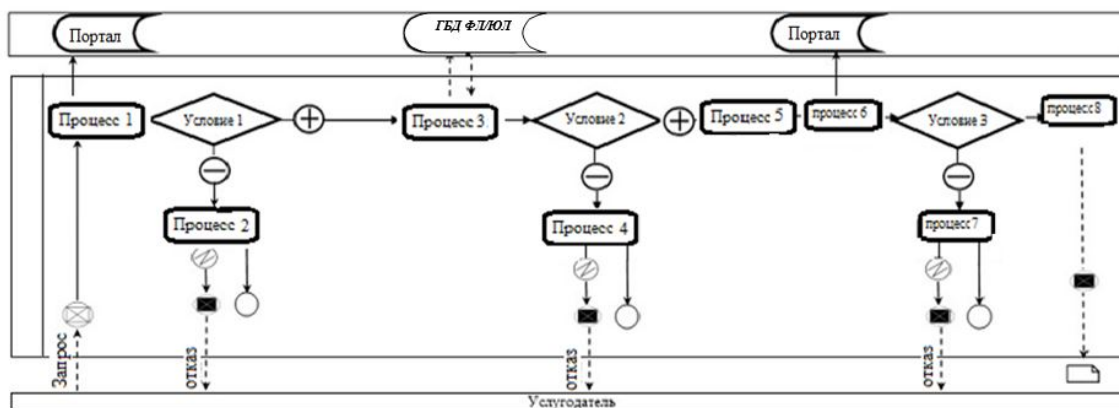 Портал
ГБД ФЛ/ЮЛ
Портал
Процесс 1
Условие 1
Процесс 3
Условие 2
Процесс 5
процесс 6
Условие 3
процесс8
Процесс 2
Процесс 4
процесс7
Запрос
отказ
отказ
отказ
Услугодатель